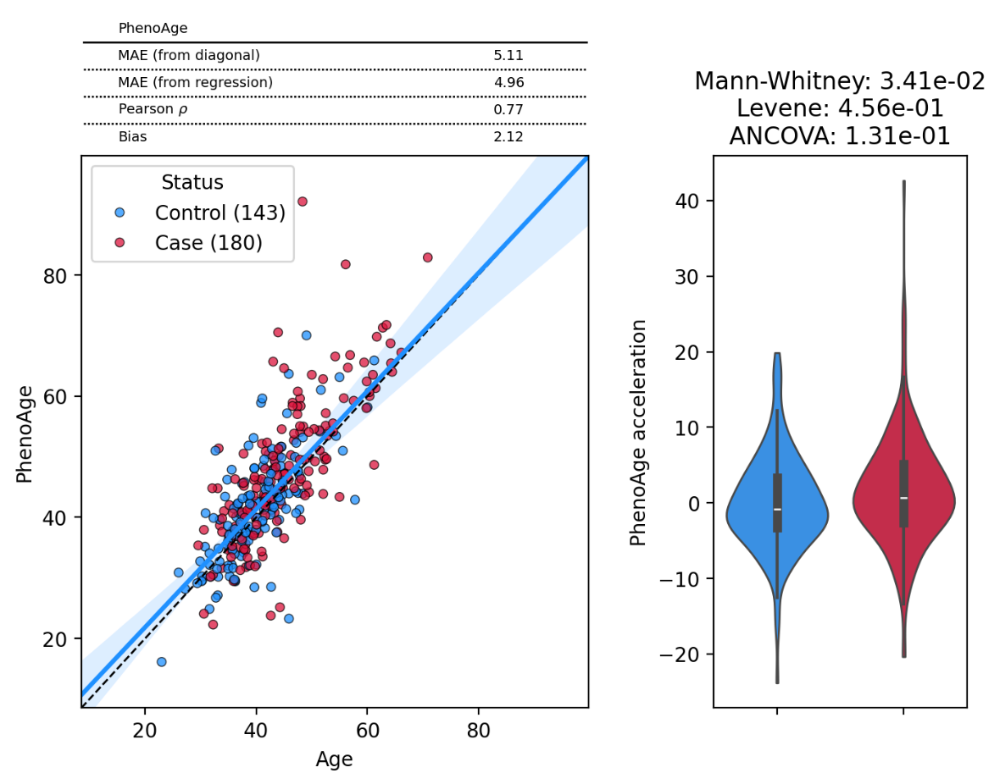 PhenoAge
MAE (from diagonal) 5.11
MAE (from regression) 4.96
Pearson ρ 0.77
Bias 2.12
Status
Control (143)
Case (180)
80
60
40
20
20 40 60 80
Age
PhenoAge
Mann-Whitney: 3.41e-02
Levene: 4.56e-01
ANCOVA: 1.31e-01
40
30
20
10
0
−10
−20
PhenoAge acceleration